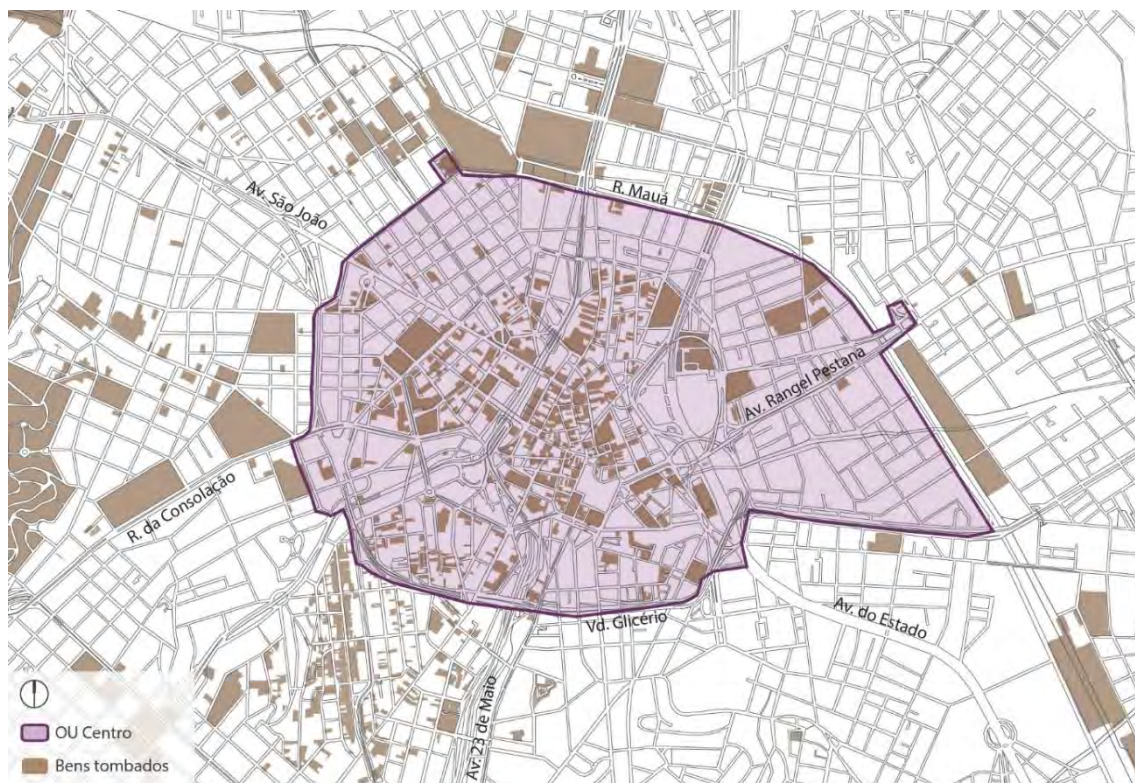 R. Mauá
Av. São João
Av. Rangel Pestana
R. da Consolação
Av. do Estado
Vd. Glicério
Av. 23 de Maio
OU Centro
Bens tombados